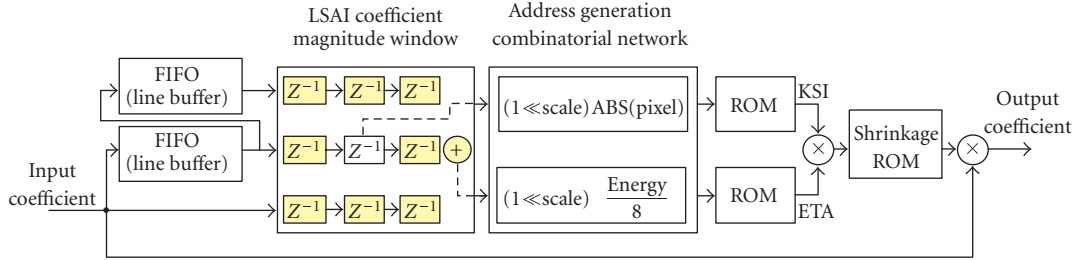 LSAI coefficient
magnitude window
Address generation
combinatorial network
FIFO
(line buffer)
Z⁻¹ Z⁻¹ Z⁻¹
(1≪scale) ABS(pixel)
ROM
KSI
Output
coefficient
FIFO
(line buffer)
Z⁻¹ Z⁻¹ Z⁻¹ +
×
Shrinkage
ROM
×
Input
coefficient
Z⁻¹ Z⁻¹ Z⁻¹
(1≪scale) Energy
8
ROM
ETA